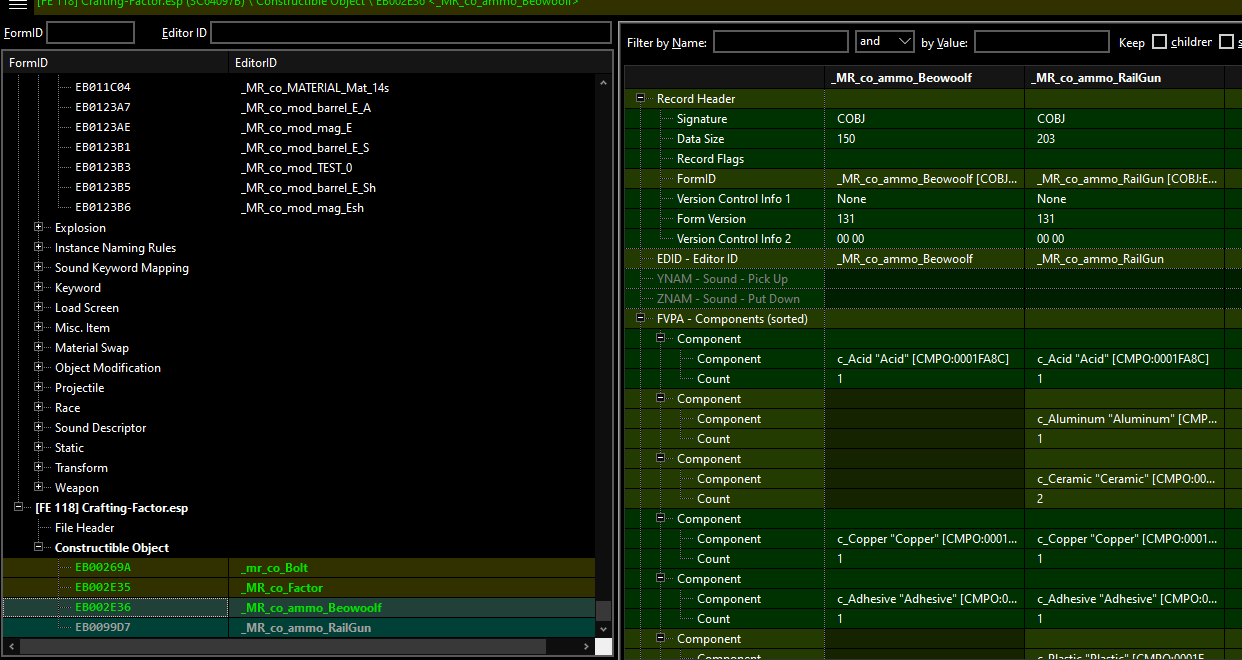 [FE 118] Crafting-Factor.esp (3C64097B) \ Constructible Object \ EB002E36 <_MR_co_ammo_Beowoolf>
FormID
Editor ID
FormID EditorID
EB011C04 _MR_co_MATERIAL_Mat_14s
EB0123A7 _MR_co_mod_barrel_E_A
EB0123AE _MR_co_mod_mag_E
EB0123B1 _MR_co_mod_barrel_E_S
EB0123B3 _MR_co_mod_TEST_0
EB0123B5 _MR_co_mod_barrel_E_Sh
EB0123B6 _MR_co_mod_mag_Esh
Explosion
Instance Naming Rules
Sound Keyword Mapping
Keyword
Load Screen
Misc. Item
Material Swap
Object Modification
Projectile
Race
Sound Descriptor
Static
Transform
Weapon
[FE 118] Crafting-Factor.esp
File Header
Constructible Object
EB00269A _mr_co_Bolt
EB002E35 _MR_co_Factor
EB002E36 _MR_co_ammo_Beowoolf
EB0099D7 _MR_co_ammo_RailGun
Filter by Name: and by Value: Keep children s
_MR_co_ammo_Beowoolf _MR_co_ammo_RailGun
Record Header
Signature COBJ COBJ
Data Size 150 203
Record Flags
FormID _MR_co_ammo_Beowoolf [COBJ... _MR_co_ammo_RailGun [COBJ:E...
Version Control Info 1 None None
Form Version 131 131
Version Control Info 2 00 00 00 00
EDID - Editor ID _MR_co_ammo_Beowoolf _MR_co_ammo_RailGun
YNAM - Sound - Pick Up
ZNAM - Sound - Put Down
FVPA - Components (sorted)
Component
Component c_Acid "Acid" [CMPO:0001FA8C] c_Acid "Acid" [CMPO:0001FA8C]
Count 1 1
Component
Component c_Aluminum "Aluminum" [CMP...
Count 1
Component
Component c_Ceramic "Ceramic" [CMPO:00...
Count 2
Component
Component c_Copper "Copper" [CMPO:0001... c_Copper "Copper" [CMPO:0001...
Count 1 1
Component
Component c_Adhesive "Adhesive" [CMPO:0... c_Adhesive "Adhesive" [CMPO:0...
Count 1 1
Component
Component c_Plastic "Plastic" [CMPO:0001F...